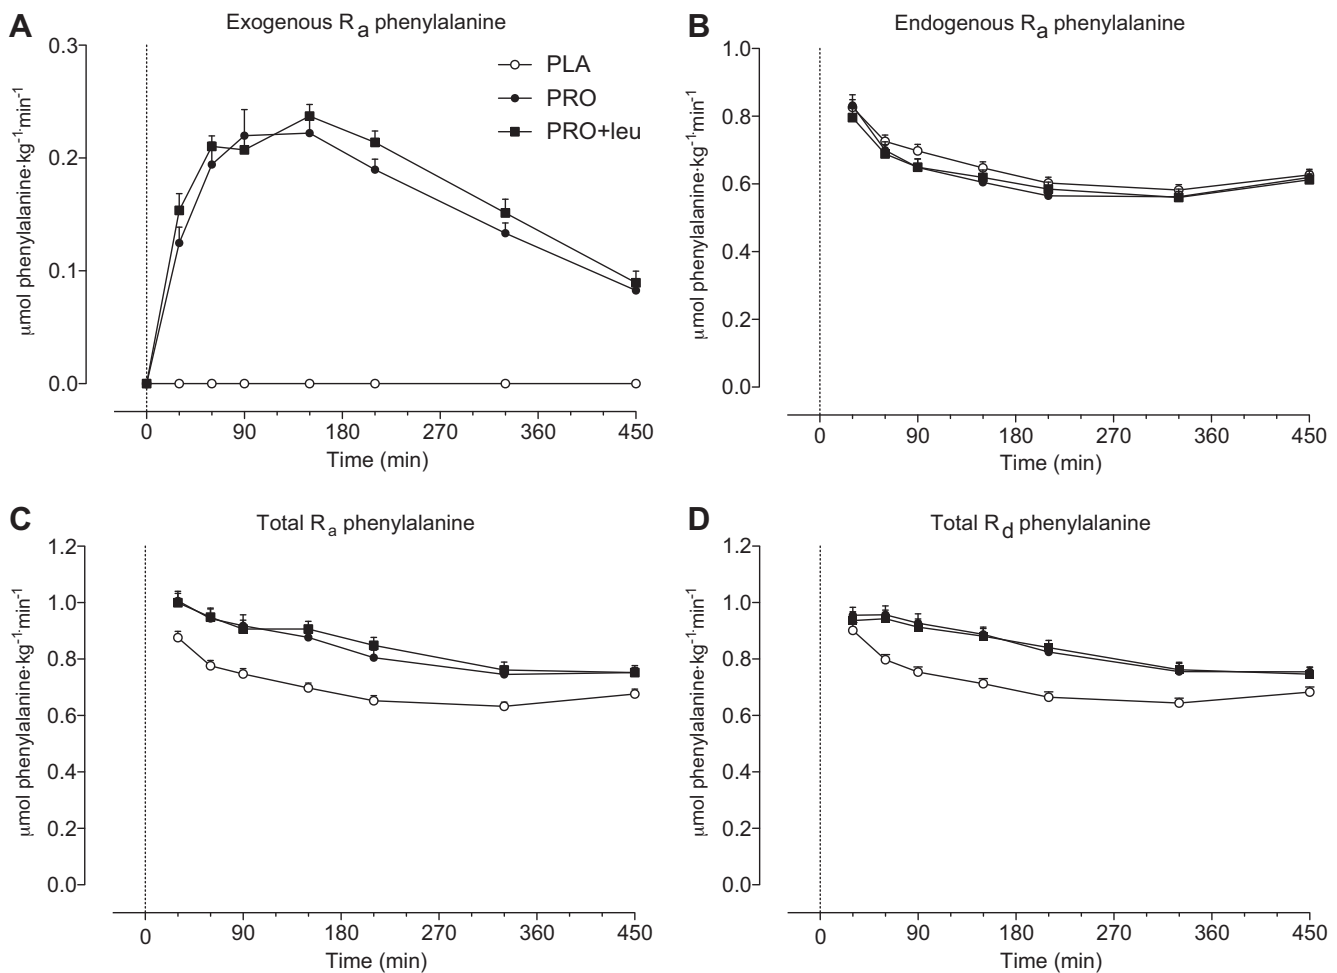 A
Exogenous Ra phenylalanine
μmol phenylalanine·kg-1·min-1
0.3
0.2
0.1
0.0
PLA
PRO
PRO+leu
0 90 180 270 360 450
Time (min)
B
Endogenous Ra phenylalanine
μmol phenylalanine·kg-1·min-1
1.0
0.8
0.6
0.4
0.2
0.0
0 90 180 270 360 450
Time (min)
C
Total Ra phenylalanine
μmol phenylalanine·kg-1·min-1
1.2
1.0
0.8
0.6
0.4
0.2
0.0
0 90 180 270 360 450
Time (min)
D
Total Rd phenylalanine
μmol phenylalanine·kg-1·min-1
1.2
1.0
0.8
0.6
0.4
0.2
0.0
0 90 180 270 360 450
Time (min)